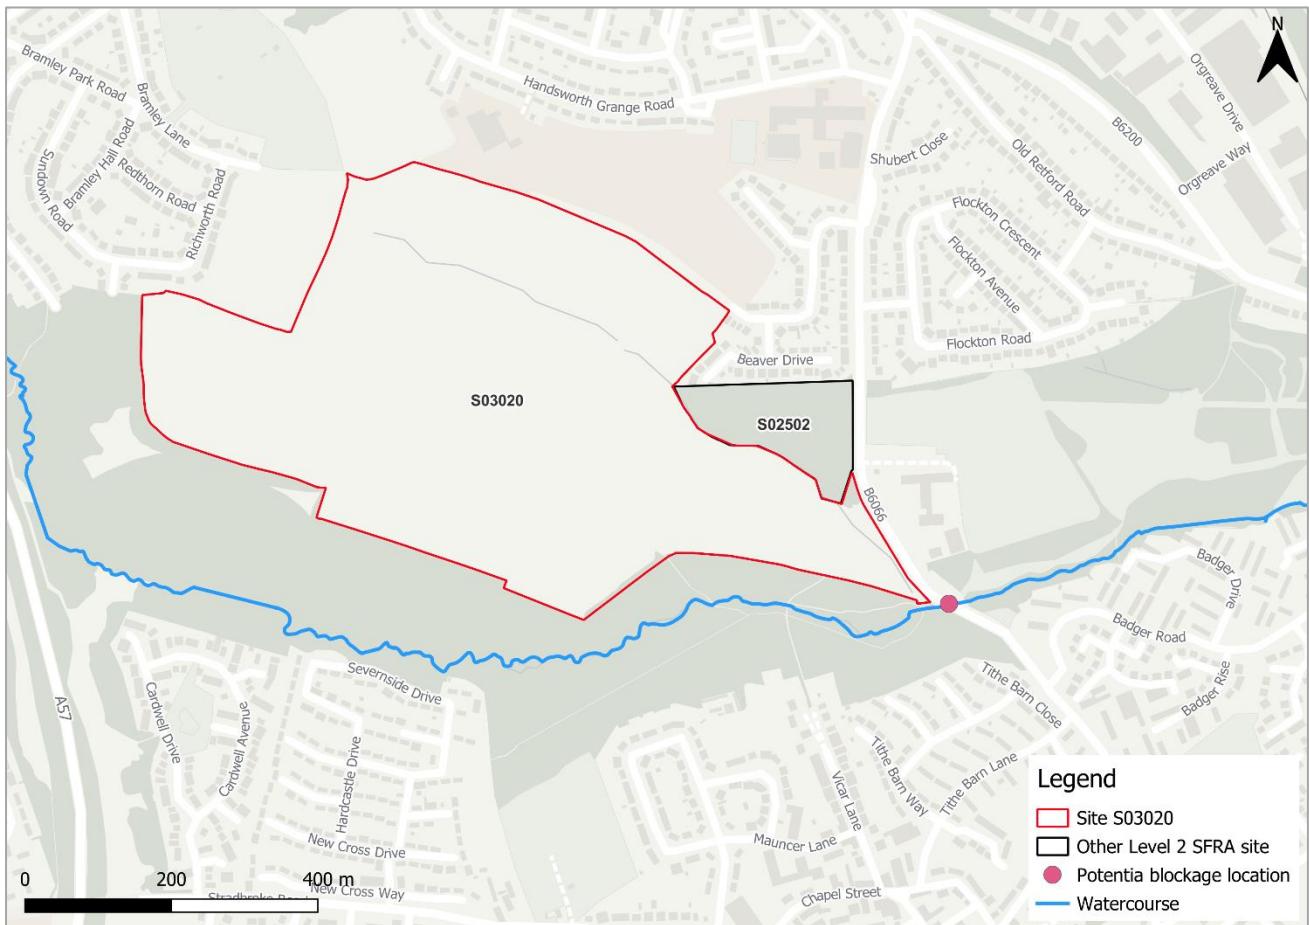 N
Bramley Park Road
Bramley Lane
Handsworth Grange Road
Orgreave Drive
B6200
Orgreave Way
Shubert Close
Old Retford Road
Sundown Road
Bramley Hall Road
Redthorn Road
Richworth Road
Flockton Crescent
Flockton Avenue
Flockton Road
Beaver Drive
S03020
S02502
B6066
Badger Drive
Badger Road
Badger Rise
A57
Severnside Drive
Cardwell Drive
Cardwell Avenue
Hardcastle Drive
New Cross Drive
New Cross Way
Tithe Barn Close
Tithe Barn Way
Tithe Barn Lane
Vicar Lane
Mauncer Lane
Chapel Street
0 200 400 m
Legend
Site S03020
Other Level 2 SFRA site
Potentia blockage location
Watercourse